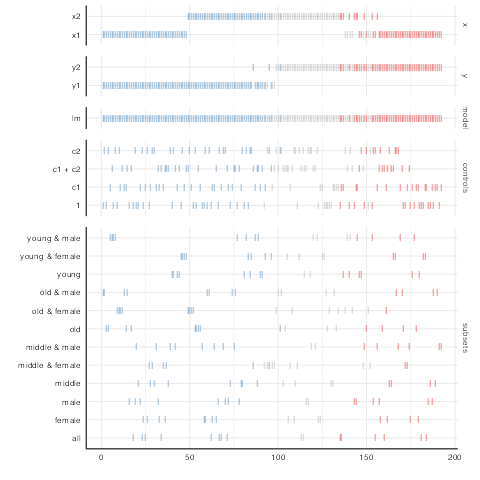 x2
x1
x
y2
y1
y
lm
model
c2
c1 + c2
c1
1
controls
young & male
young & female
young
old & male
old & female
old
middle & male
middle & female
middle
male
female
all
subsets
0 50 100 150 200